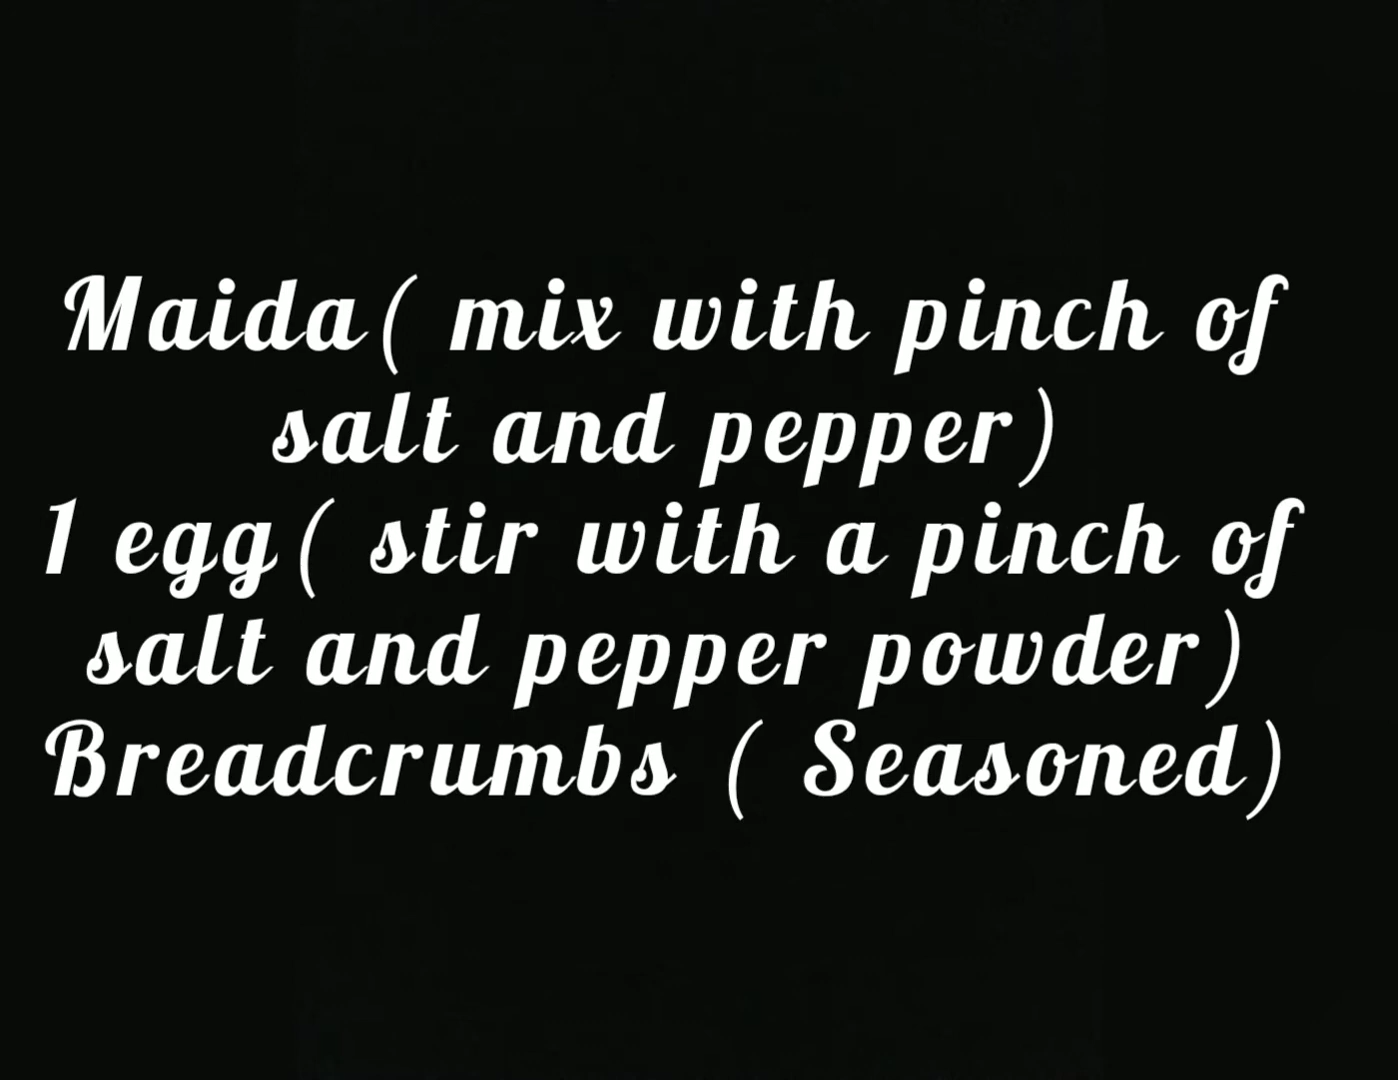 Maida( mix with pinch of
salt and pepper)
1 egg( stir with a pinch of
salt and pepper powder)
Breadcrumbs ( Seasoned)